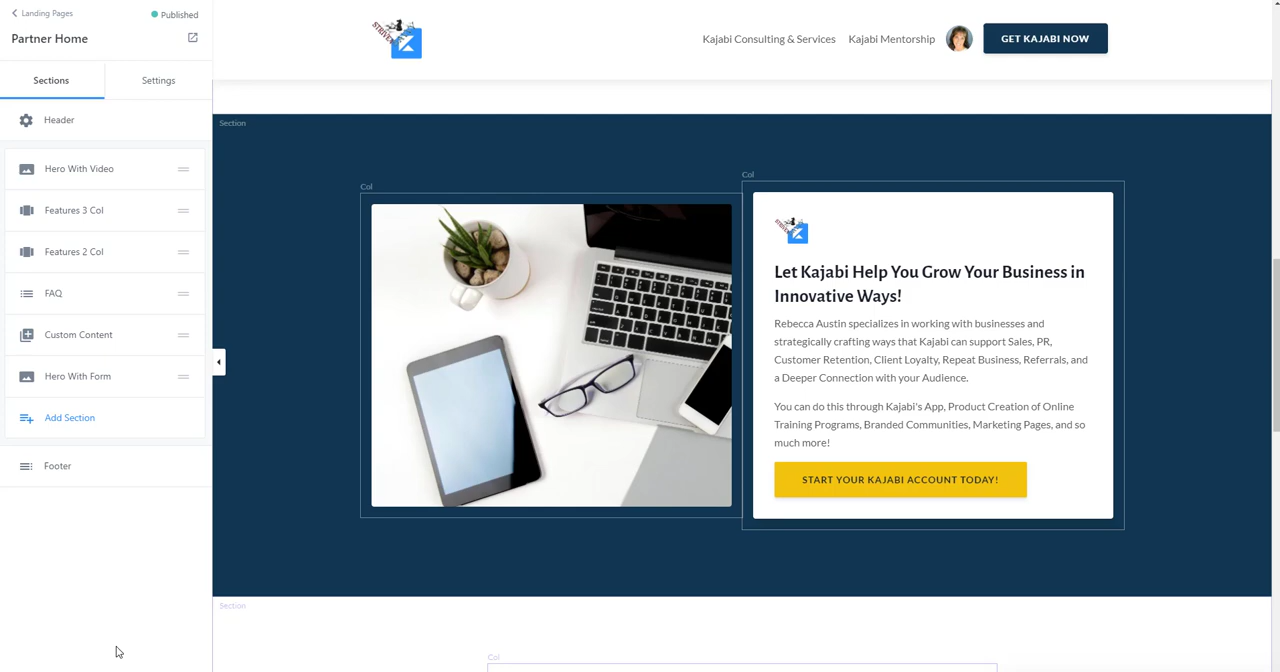 Landing Pages
Published
Partner Home
Sections
Settings
Header
Hero With Video
Features 3 Col
Features 2 Col
FAQ
Custom Content
Hero With Form
Add Section
Footer
Kajabi Consulting & Services
Kajabi Mentorship
GET KAJABI NOW
Section
Col
Col
Let Kajabi Help You Grow Your Business in
Innovative Ways!
Rebecca Austin specializes in working with businesses and
strategically crafting ways that Kajabi can support Sales, PR,
Customer Retention, Client Loyalty, Repeat Business, Referrals, and
a Deeper Connection with your Audience.
You can do this through Kajabi's App, Product Creation of Online
Training Programs, Branded Communities, Marketing Pages, and so
much more!
START YOUR KAJABI ACCOUNT TODAY!
Section
Col